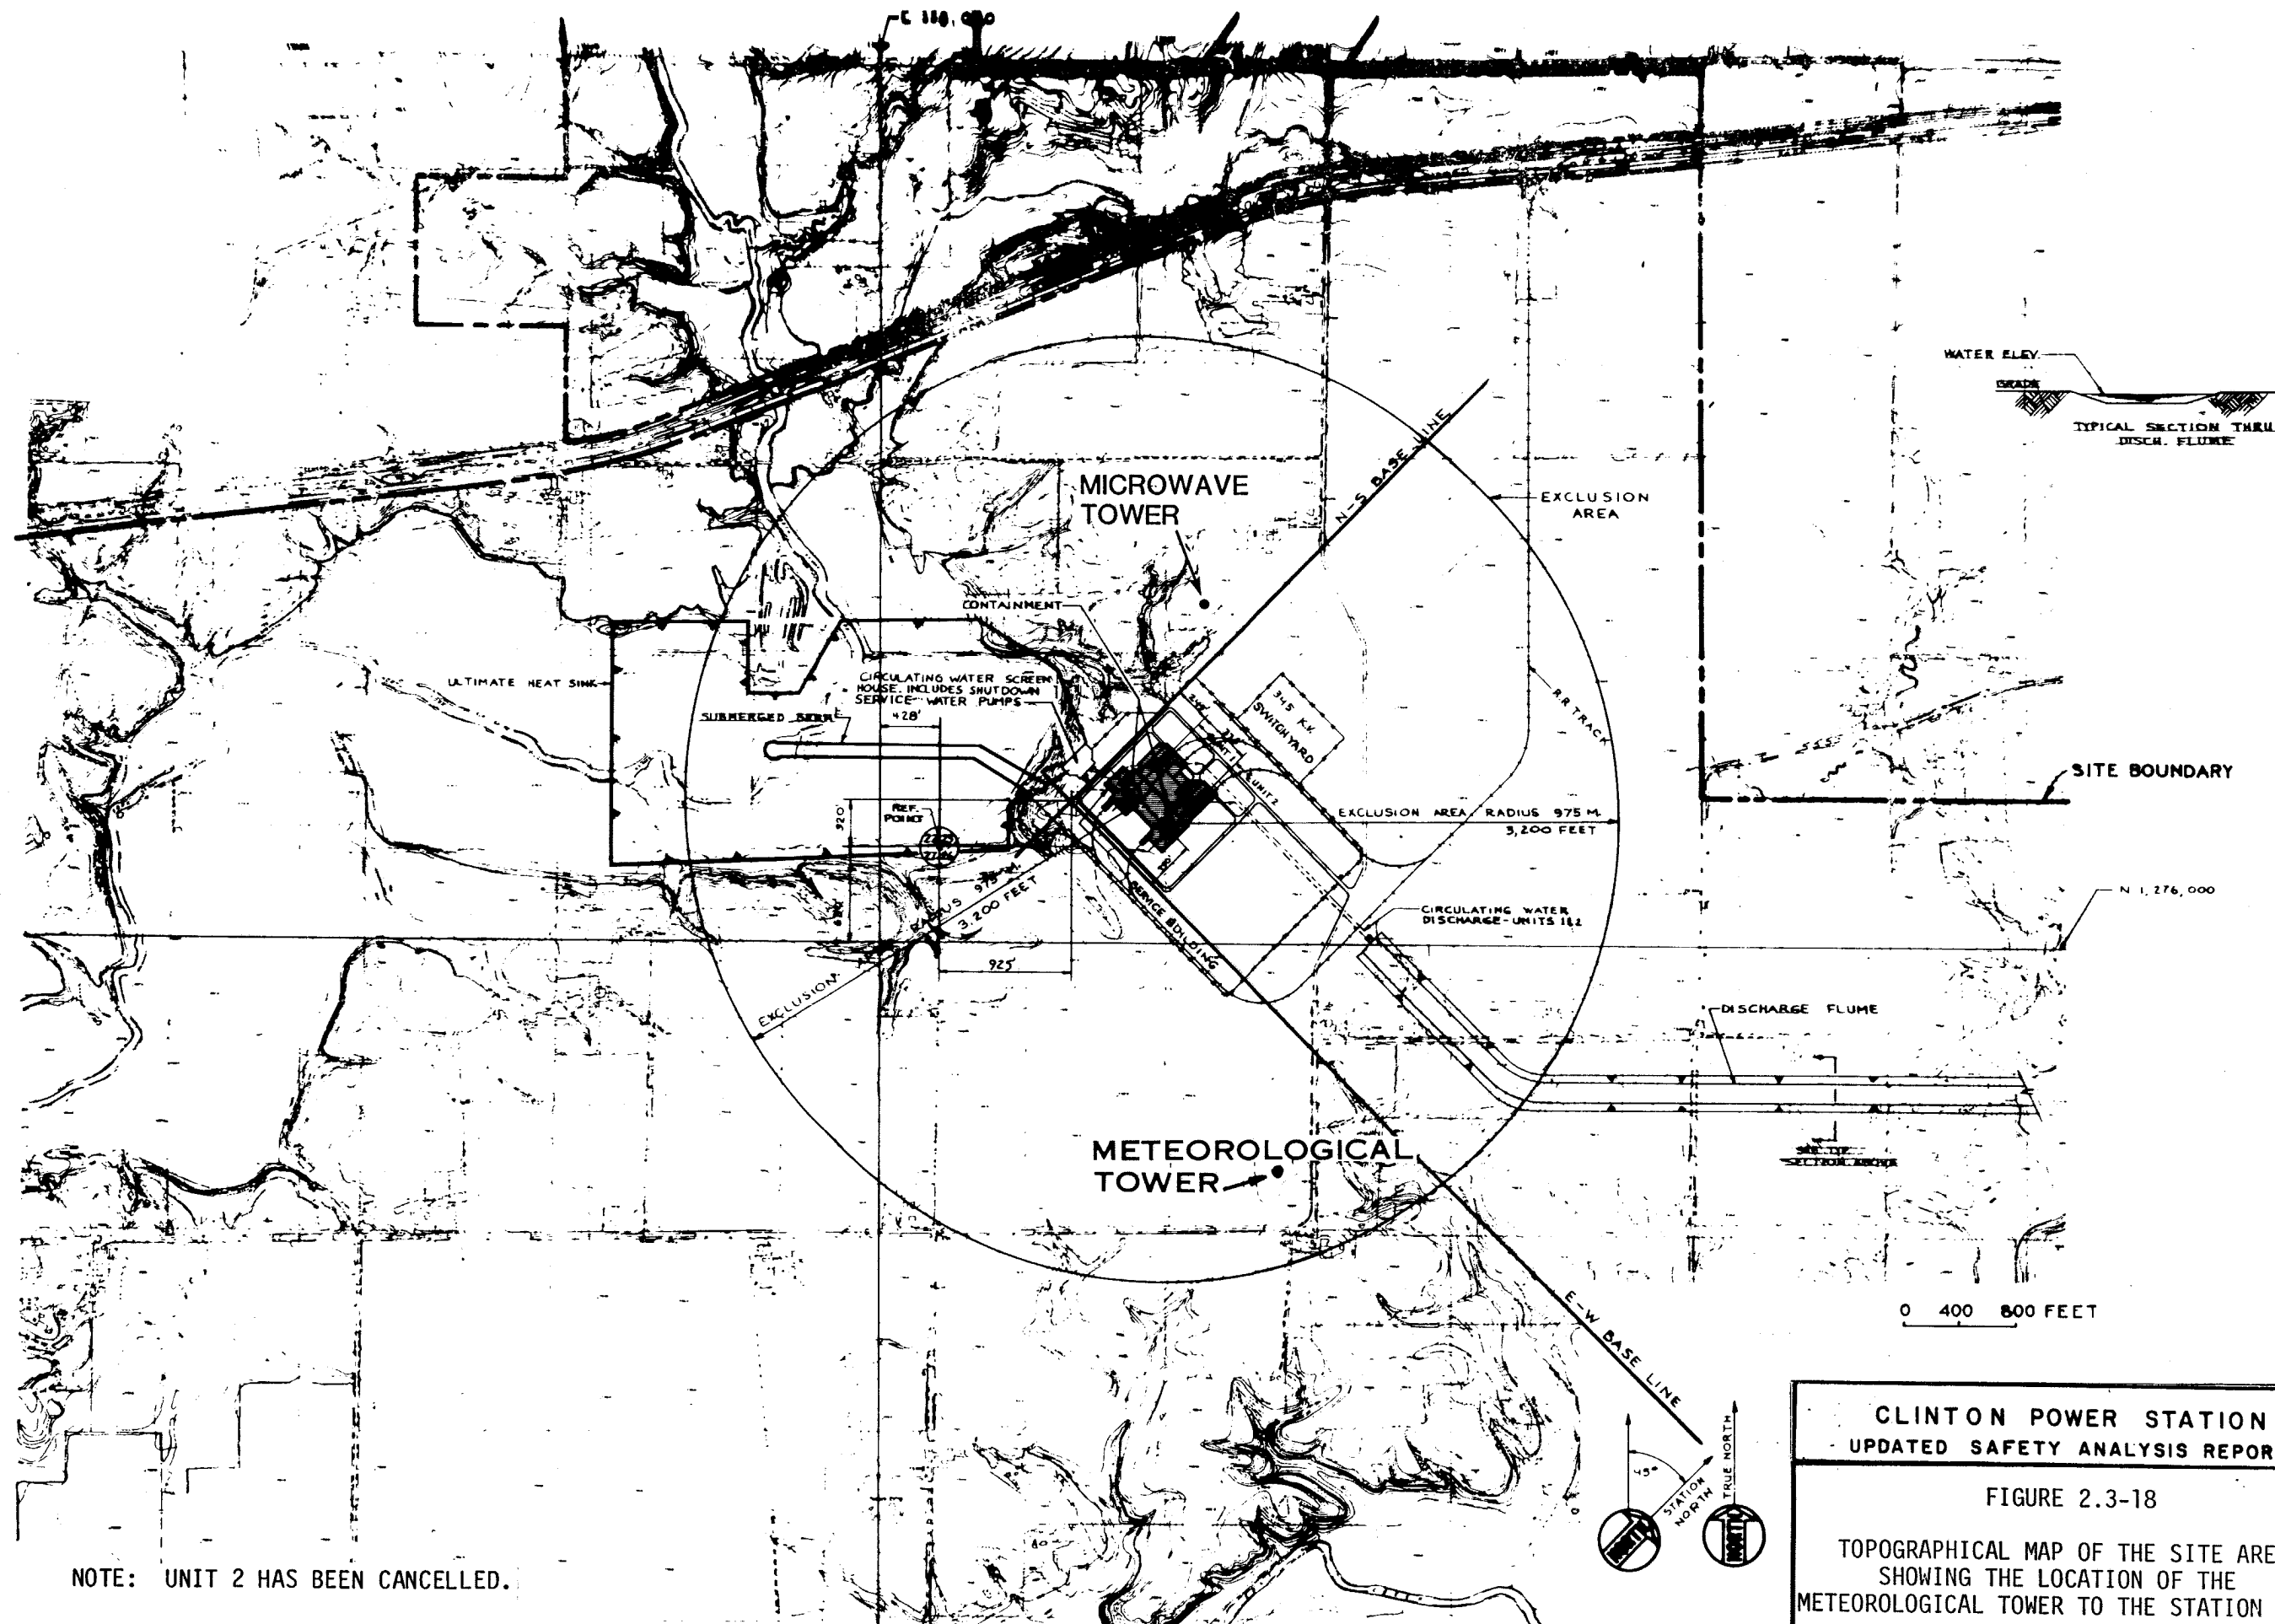 WATER ELEV.
GRADE
TYPICAL SECTION THRU
DISCH. FLUME
N-S BASE LINE
MICROWAVE
TOWER
EXCLUSION
AREA
CONTAINMENT
ULTIMATE HEAT SINK
CIRCULATING WATER SCREEN
HOUSE. INCLUDES SHUTDOWN
SERVICE WATER PUMPS
SUBMERGED BERM
428'
345 K.V.
SWITCHYARD
R.R TRACK
UNIT 2
SITE BOUNDARY
REF.
POINT
920'
EXCLUSION AREA RADIUS 975 M.
3,200 FEET
EXCLUSION
RADIUS 975 M.
3,200 FEET
N 1,276,000
SERVICE BUILDING
CIRCULATING WATER
DISCHARGE-UNITS 1&2
925'
DISCHARGE FLUME
METEOROLOGICAL
TOWER
SECTION ABOVE
0 400 800 FEET
E-W BASE LINE
45°
STATION
NORTH
TRUE NORTH
NORTH
NORTH
CLINTON POWER STATION
UPDATED SAFETY ANALYSIS REPOR
FIGURE 2.3-18
TOPOGRAPHICAL MAP OF THE SITE ARE
SHOWING THE LOCATION OF THE
METEOROLOGICAL TOWER TO THE STATION
NOTE: UNIT 2 HAS BEEN CANCELLED.